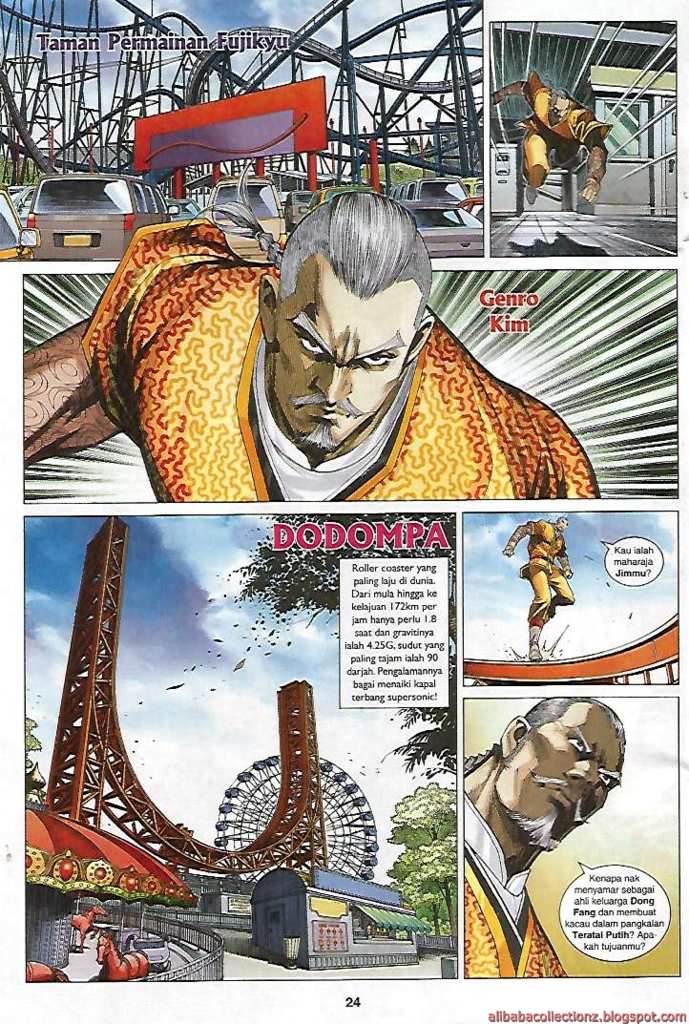 Taman Permainan Fujikyu
Genro
Kim
DODOMPA
Roller coaster yang
paling laju di dunia.
Dari mula hingga ke
kelajuan 172km per
jam hanya perlu 1.8
saat dan gravitinya
ialah 4.25G, sudut yang
paling tajam ialah 90
darjah. Pengalamannya
bagai menaiki kapal
terbang supersonic!
Kau ialah
maharaja
Jimmu?
Kenapa nak
menyamar sebagai
ahli keluarga Dong
Fang dan membuat
kacau dalam pangkalan
Teratai Putih? Apa-
kah tujuanmu?
24
alibabacollectionz.blogspot.com